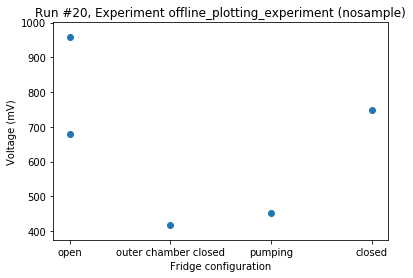 Run #20, Experiment offline_plotting_experiment (nosample)
1000
900
800
700
600
500
400
Voltage (mV)
open outer chamber closed pumping closed
Fridge configuration